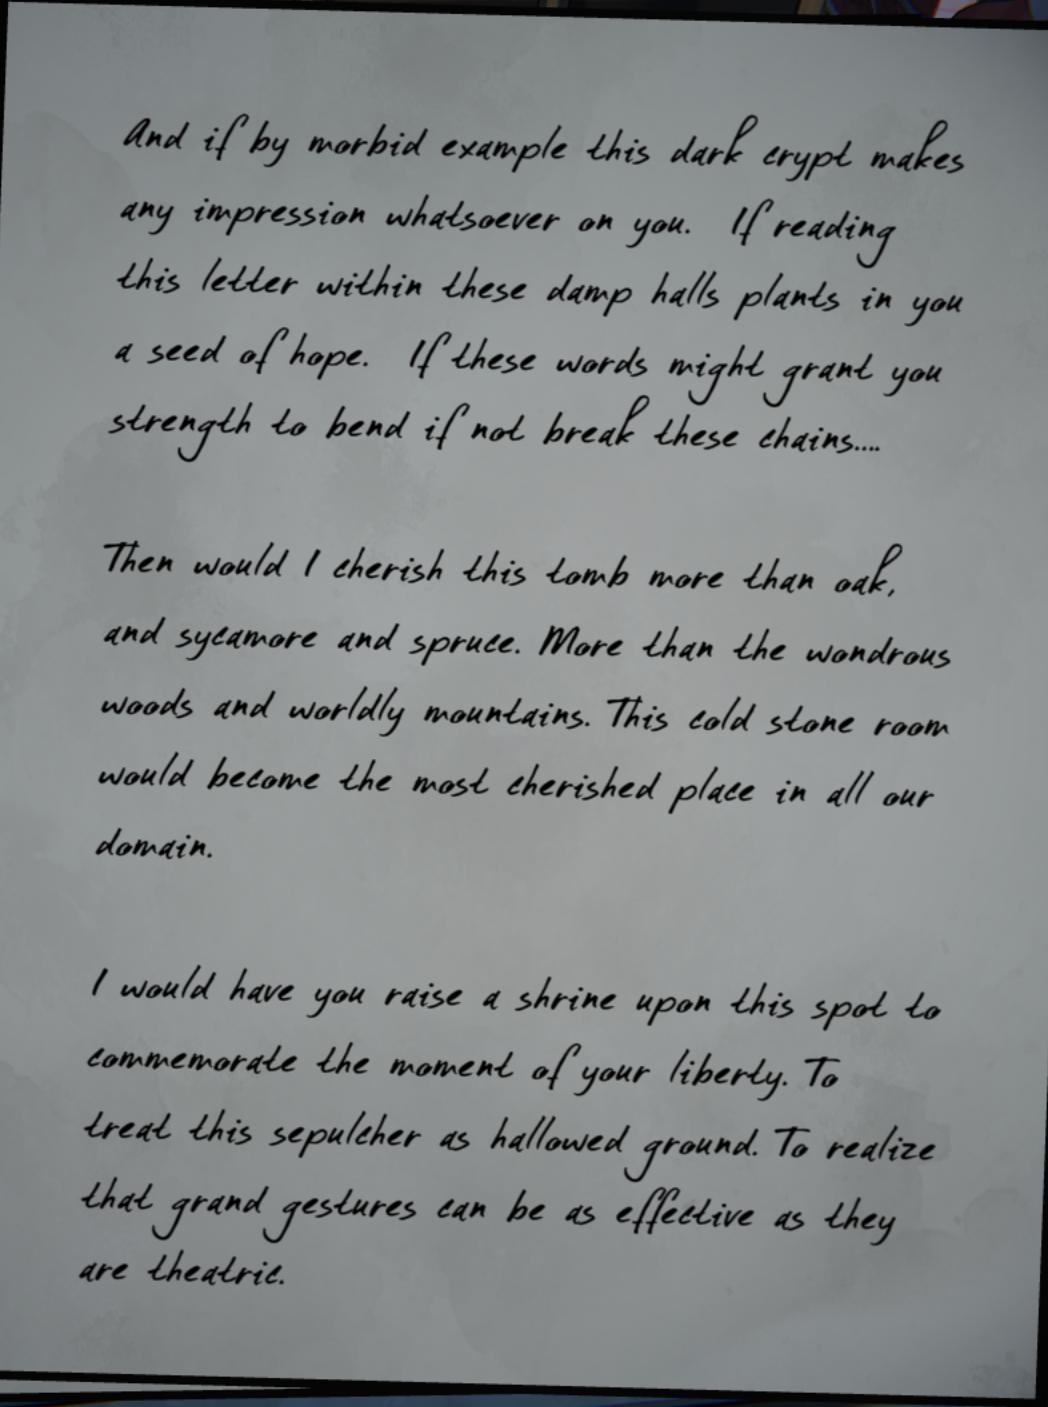 And if by morbid example this dark crypt makes
any impression whatsoever on you. If reading
this letter within these damp halls plants in you
a seed of hope. If these words might grant you
strength to bend if not break these chains....
Then would I cherish this tomb more than oak,
and sycamore and spruce. More than the wondrous
woods and worldly mountains. This cold stone room
would become the most cherished place in all our
domain.
I would have you raise a shrine upon this spot to
commemorate the moment of your liberty. To
treat this sepulcher as hallowed ground. To realize
that grand gestures can be as effective as they
are theatric.